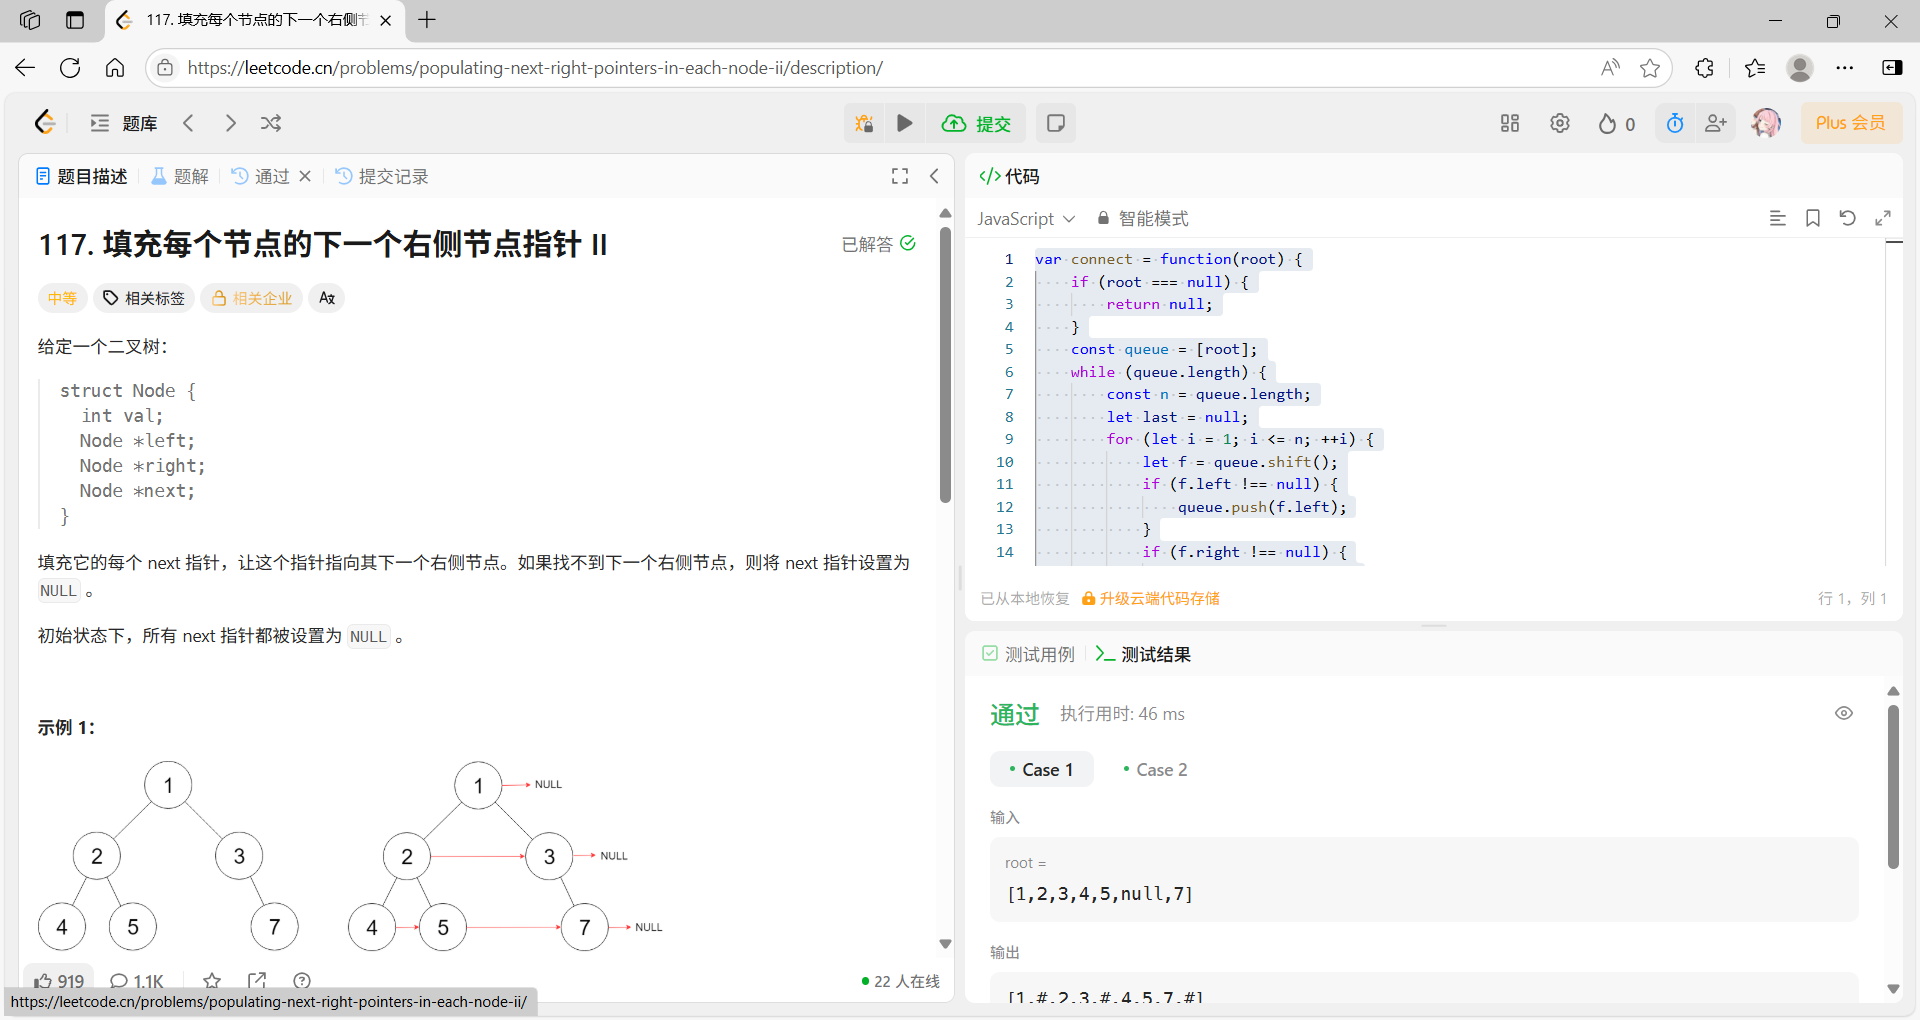 117. 填充每个节点的下一个右侧节
https://leetcode.cn/problems/populating-next-right-pointers-in-each-node-ii/description/
题库
提交
0
Plus 会员
题目描述
题解
通过
提交记录
117. 填充每个节点的下一个右侧节点指针 II
已解答
中等
相关标签
相关企业
给定一个二叉树：
struct Node {
  int val;
  Node *left;
  Node *right;
  Node *next;
}
填充它的每个 next 指针，让这个指针指向其下一个右侧节点。如果找不到下一个右侧节点，则将 next 指针设置为
NULL 。
初始状态下，所有 next 指针都被设置为 NULL 。
示例 1：
1
2
3
4
5
7
1
NULL
2
3
NULL
4
5
7
NULL
919
1.1K
22 人在线
https://leetcode.cn/problems/populating-next-right-pointers-in-each-node-ii/
</> 代码
JavaScript
智能模式
1 var connect = function(root) {
2     if (root === null) {
3         return null;
4     }
5     const queue = [root];
6     while (queue.length) {
7         const n = queue.length;
8         let last = null;
9         for (let i = 1; i <= n; ++i) {
10             let f = queue.shift();
11             if (f.left !== null) {
12                 queue.push(f.left);
13             }
14             if (f.right !== null) {
已从本地恢复
升级云端代码存储
行 1，列 1
测试用例
测试结果
通过
执行用时: 46 ms
Case 1
Case 2
输入
root =
[1,2,3,4,5,null,7]
输出
[1,#,2,3,#,4,5,7,#]